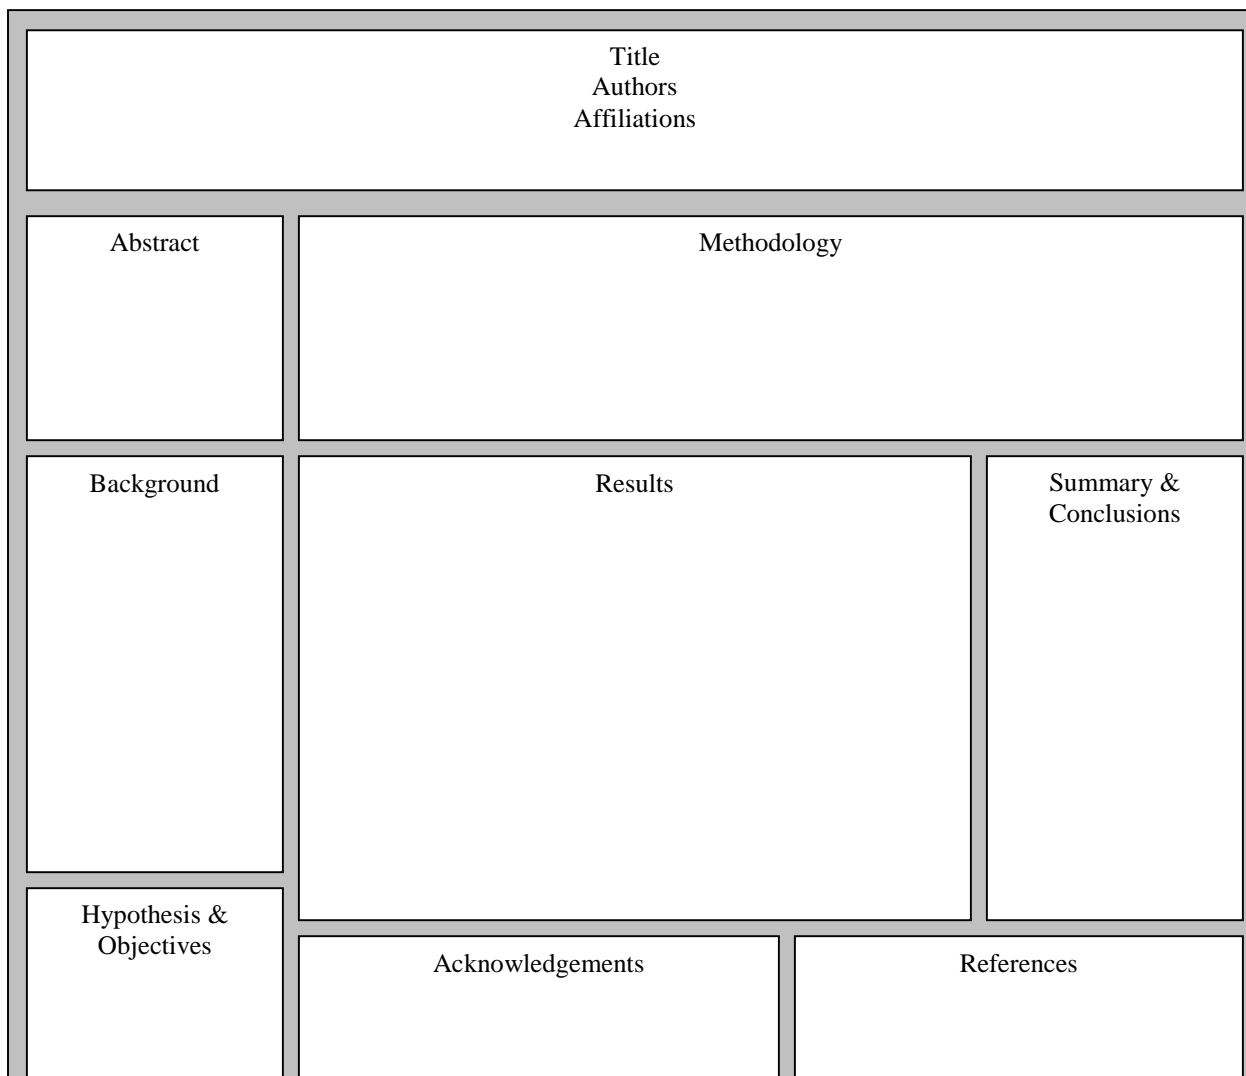 Title
Authors
Affiliations
Abstract
Methodology
Background
Results
Summary &
Conclusions
Hypothesis &
Objectives
Acknowledgements
References